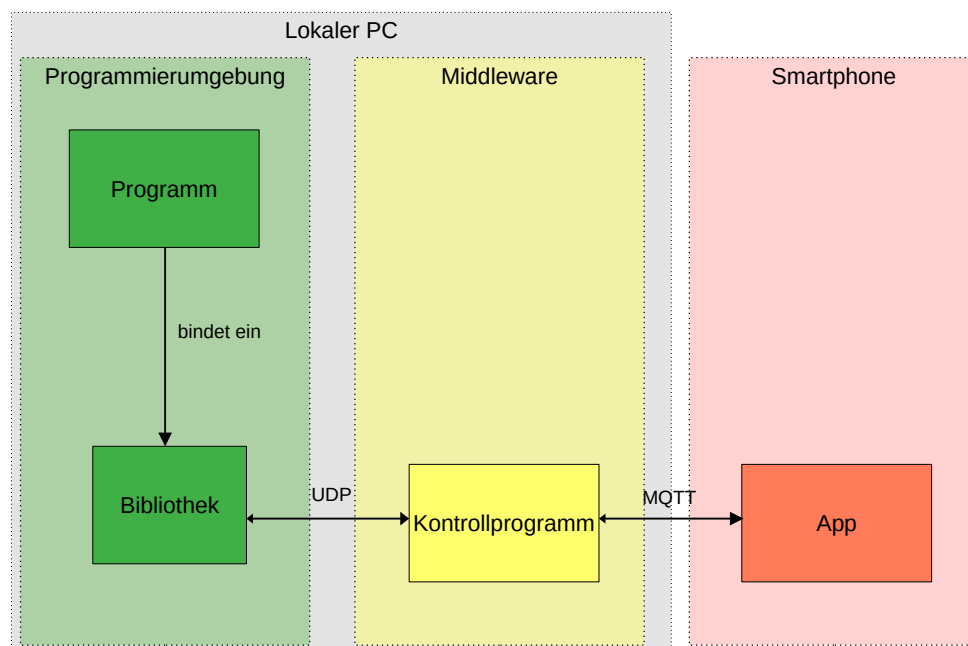 Lokaler PC
Programmierumgebung
Middleware
Smartphone
Programm
bindet ein
Bibliothek
UDP
Kontrollprogramm
MQTT
App